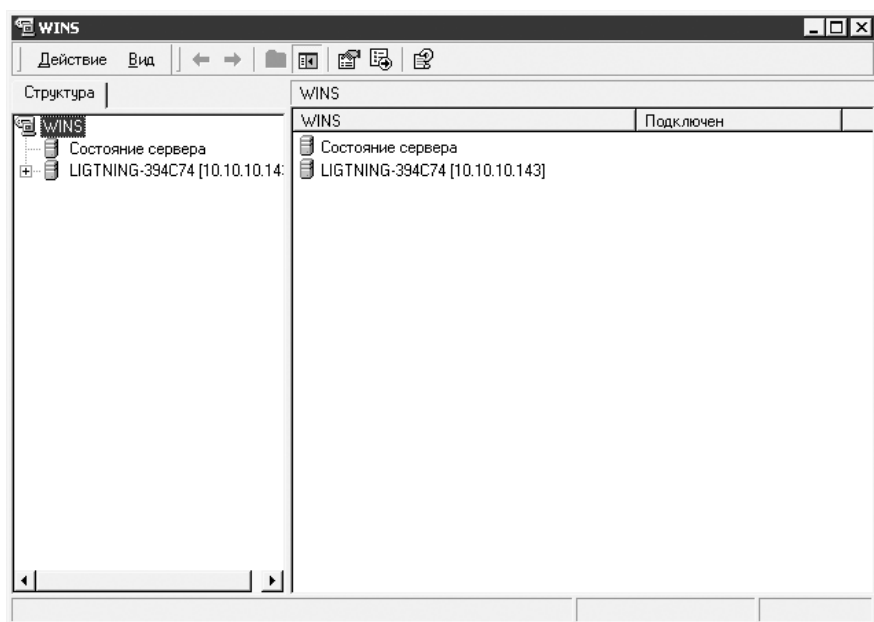 WINS
Действие Вид
Структура
WINS
WINS
Состояние сервера
LIGTNING-394C74 [10.10.10.14
WINS Подключен
Состояние сервера
LIGTNING-394C74 [10.10.10.143]